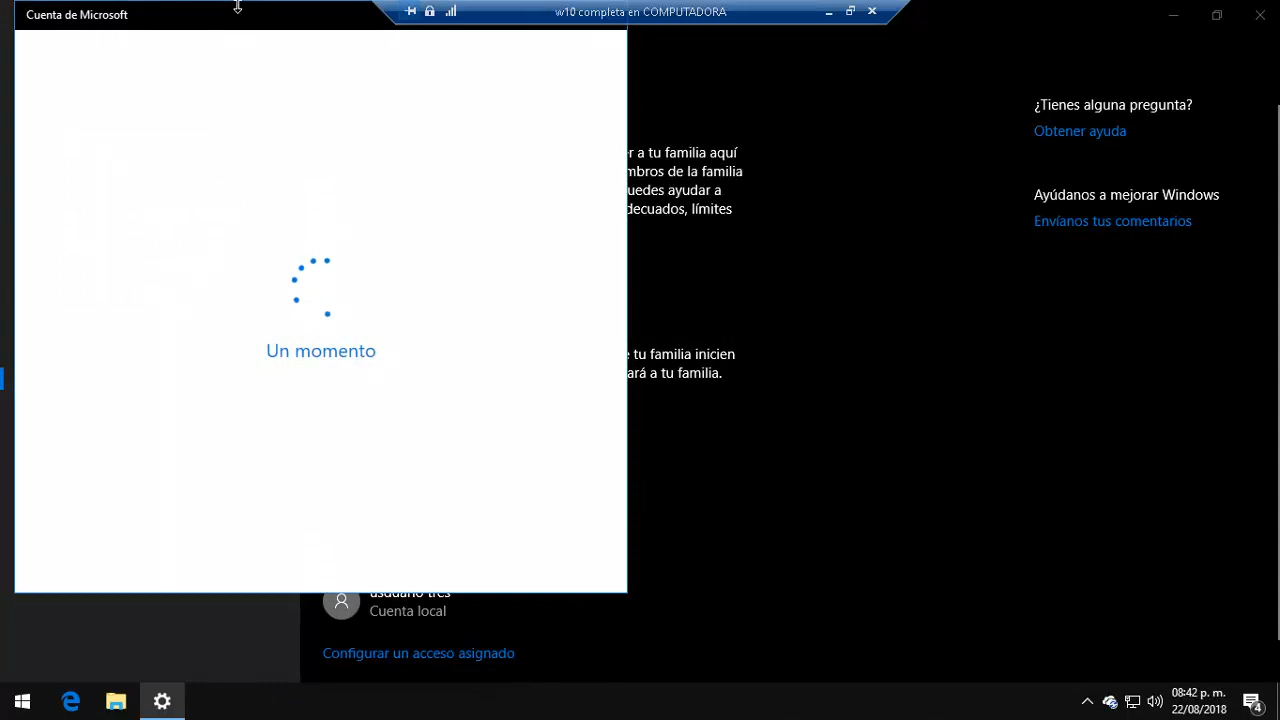 Cuenta de Microsoft
w10 completa en COMPUTADORA
¿Tienes alguna pregunta?
Obtener ayuda
r a tu familia aquí
mbros de la familia
uedes ayudar a
decuados, límites
Ayúdanos a mejorar Windows
Envíanos tus comentarios
Un momento
e tu familia inicien
ará a tu familia.
usduario tres
Cuenta local
Configurar un acceso asignado
08:42 p. m.
22/08/2018
4